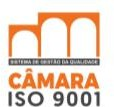 SISTEMA DE GESTÃO DA QUALIDADE
CÂMARA
ISO 9001